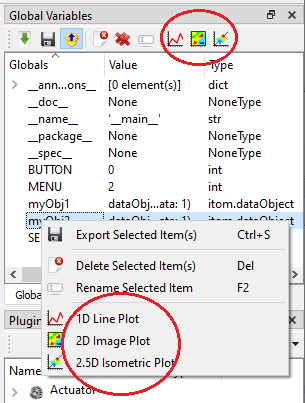 Global Variables
Globals Value Type
__ann...ons__ [0 element(s)] dict
__doc__ None NoneType
__name__ '__main__' str
__package__ None NoneType
__spec__ None NoneType
BUTTON 0 int
MENU 2 int
myObj1 dataObj...ata: 1) itom.dataObject
dataObj...ata: 1) itom.dataObject
SE
Export Selected Item(s) Ctrl+S
Delete Selected Item(s) Del
Rename Selected Item F2
Global
1D Line Plot
Plugin
2D Image Plot
2.5D Isometric Plot
Name
Actuator